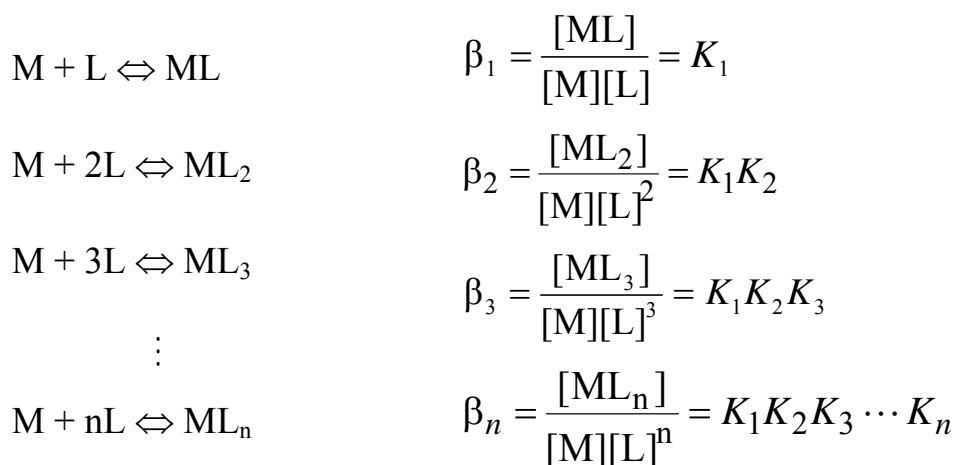 M + L ⇔ ML β₁ = [ML] / [M][L] = K₁
M + 2L ⇔ ML₂ β₂ = [ML₂] / [M][L]² = K₁K₂
M + 3L ⇔ ML₃ β₃ = [ML₃] / [M][L]³ = K₁K₂K₃
⋮
M + nL ⇔ MLₙ βₙ = [MLₙ] / [M][L]ⁿ = K₁K₂K₃ ⋯ Kₙ